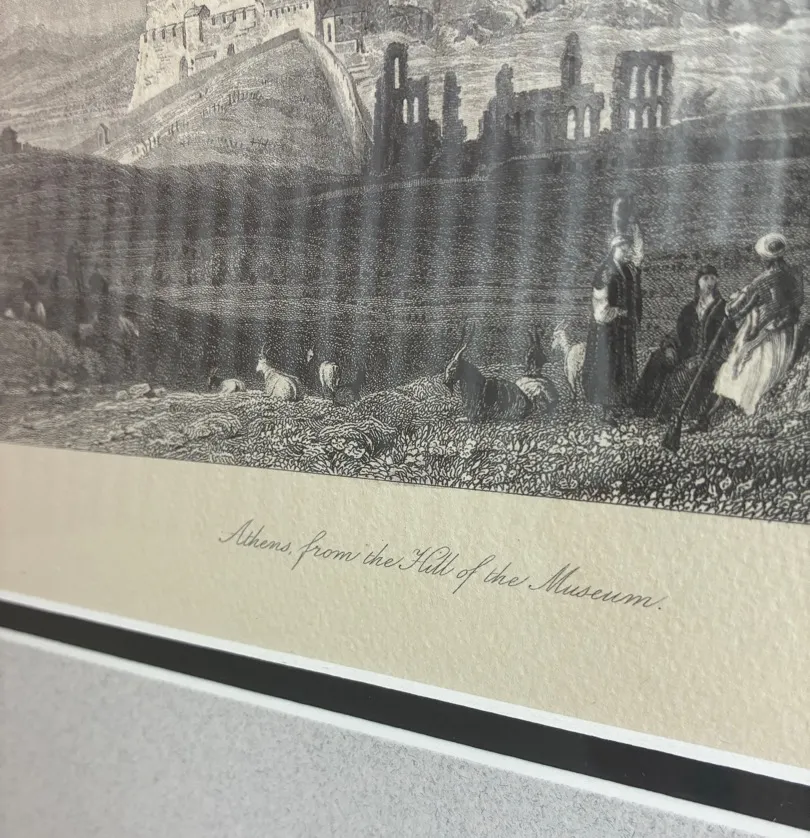 Athens, from the Hill of the Museum.